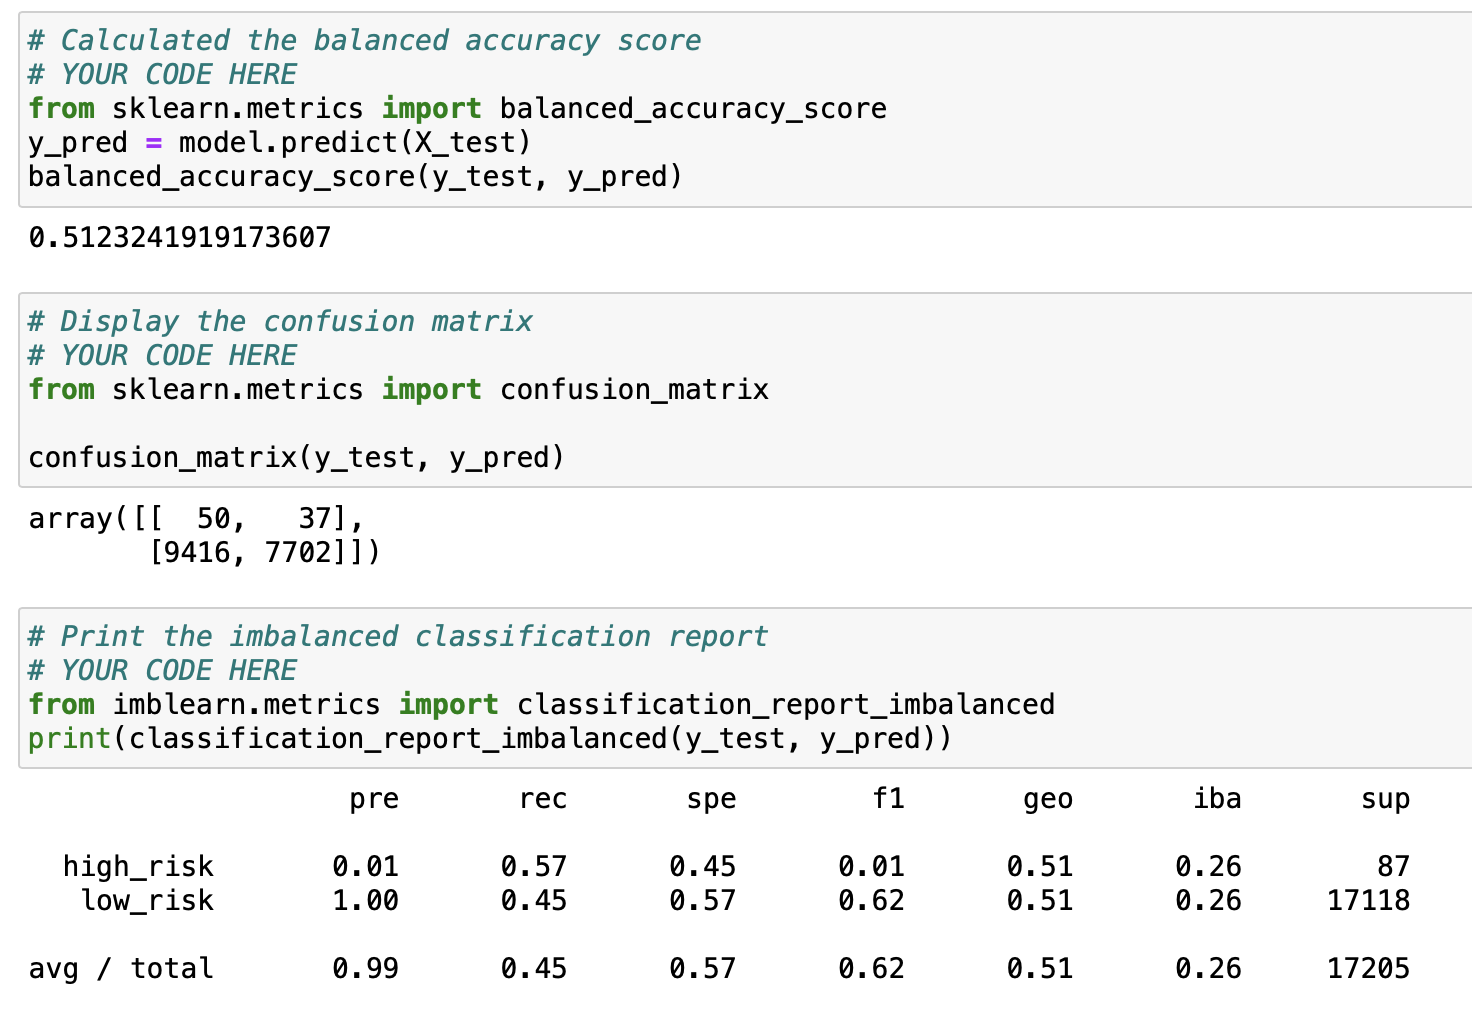 # Calculated the balanced accuracy score
# YOUR CODE HERE
from sklearn.metrics import balanced_accuracy_score
y_pred = model.predict(X_test)
balanced_accuracy_score(y_test, y_pred)
0.5123241919173607
# Display the confusion matrix
# YOUR CODE HERE
from sklearn.metrics import confusion_matrix
confusion_matrix(y_test, y_pred)
array([[  50,   37],
       [9416, 7702]])
# Print the imbalanced classification report
# YOUR CODE HERE
from imblearn.metrics import classification_report_imbalanced
print(classification_report_imbalanced(y_test, y_pred))
                   pre       rec       spe        f1       geo       iba       sup
  high_risk       0.01      0.57      0.45      0.01      0.51      0.26        87
   low_risk       1.00      0.45      0.57      0.62      0.51      0.26     17118
avg / total       0.99      0.45      0.57      0.62      0.51      0.26     17205